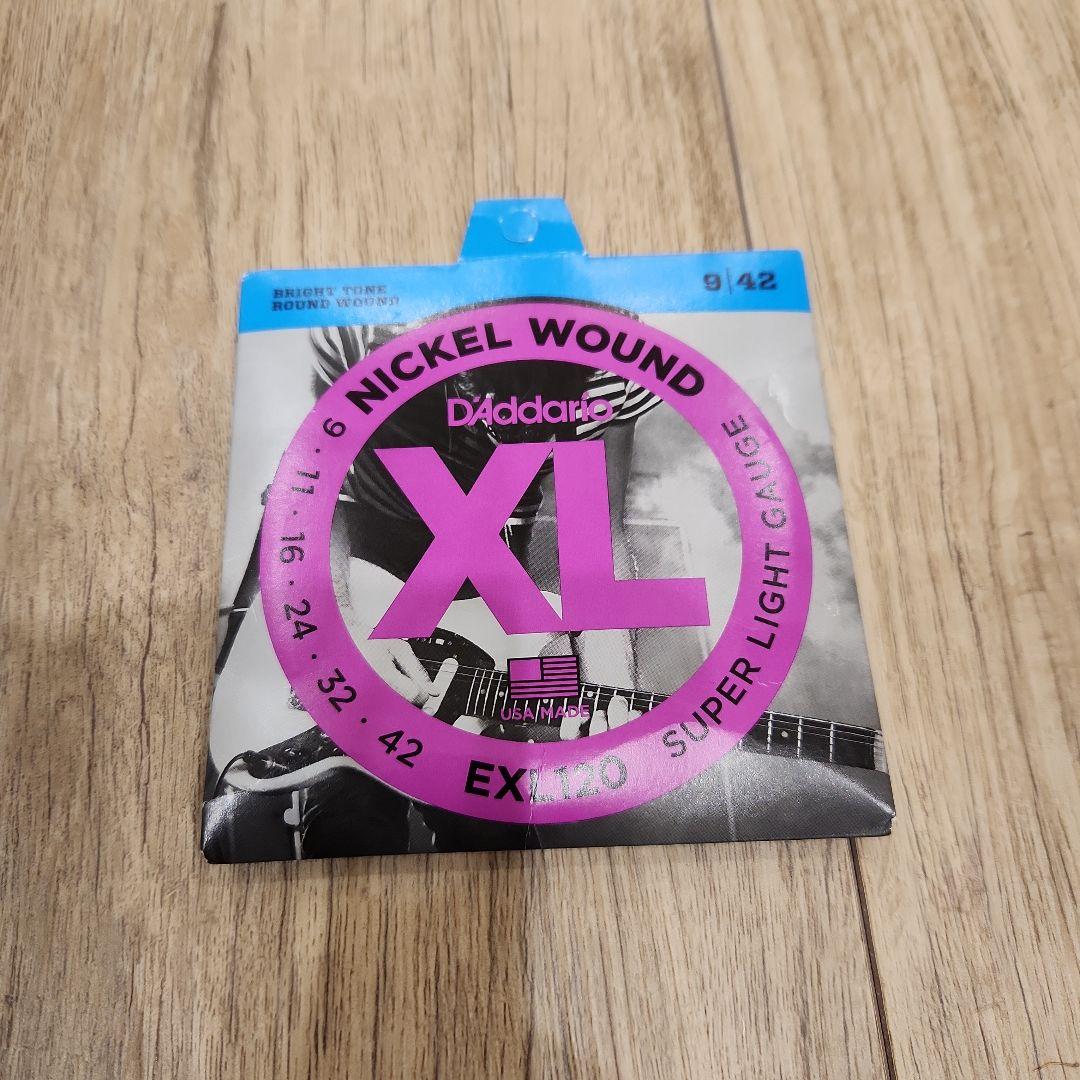 BRIGHT TONE
ROUND WOUND
9|42
NICKEL WOUND
D'Addario
XL
USA MADE
9 · 11 · 16 · 24 · 32 · 42
EXL120
SUPER LIGHT GAUGE